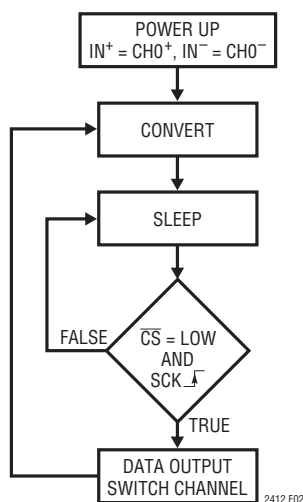 POWER UP
IN⁺ = CH0⁺, IN⁻ = CH0⁻
CONVERT
SLEEP
FALSE
C̅S̅ = LOW
AND
SCK
TRUE
DATA OUTPUT
SWITCH CHANNEL
2412 F02